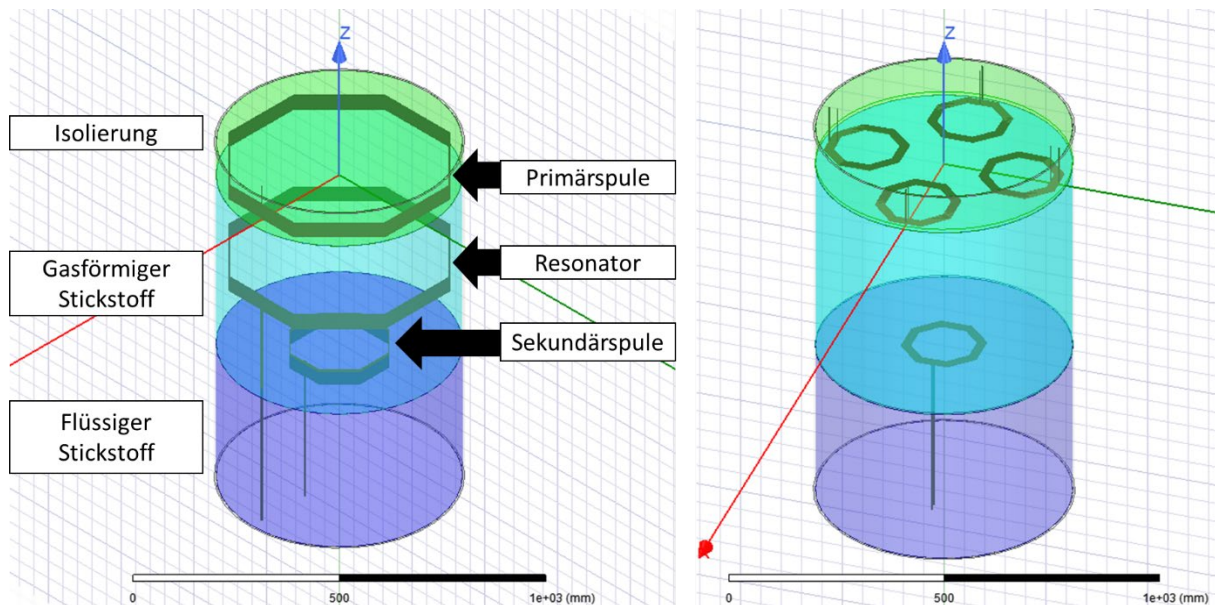 Z
Isolierung
Primärspule
Gasförmiger
Stickstoff
Resonator
Sekundärspule
Flüssiger
Stickstoff
0
500
1e+03 (mm)
Z
0
500
1e+03 (mm)